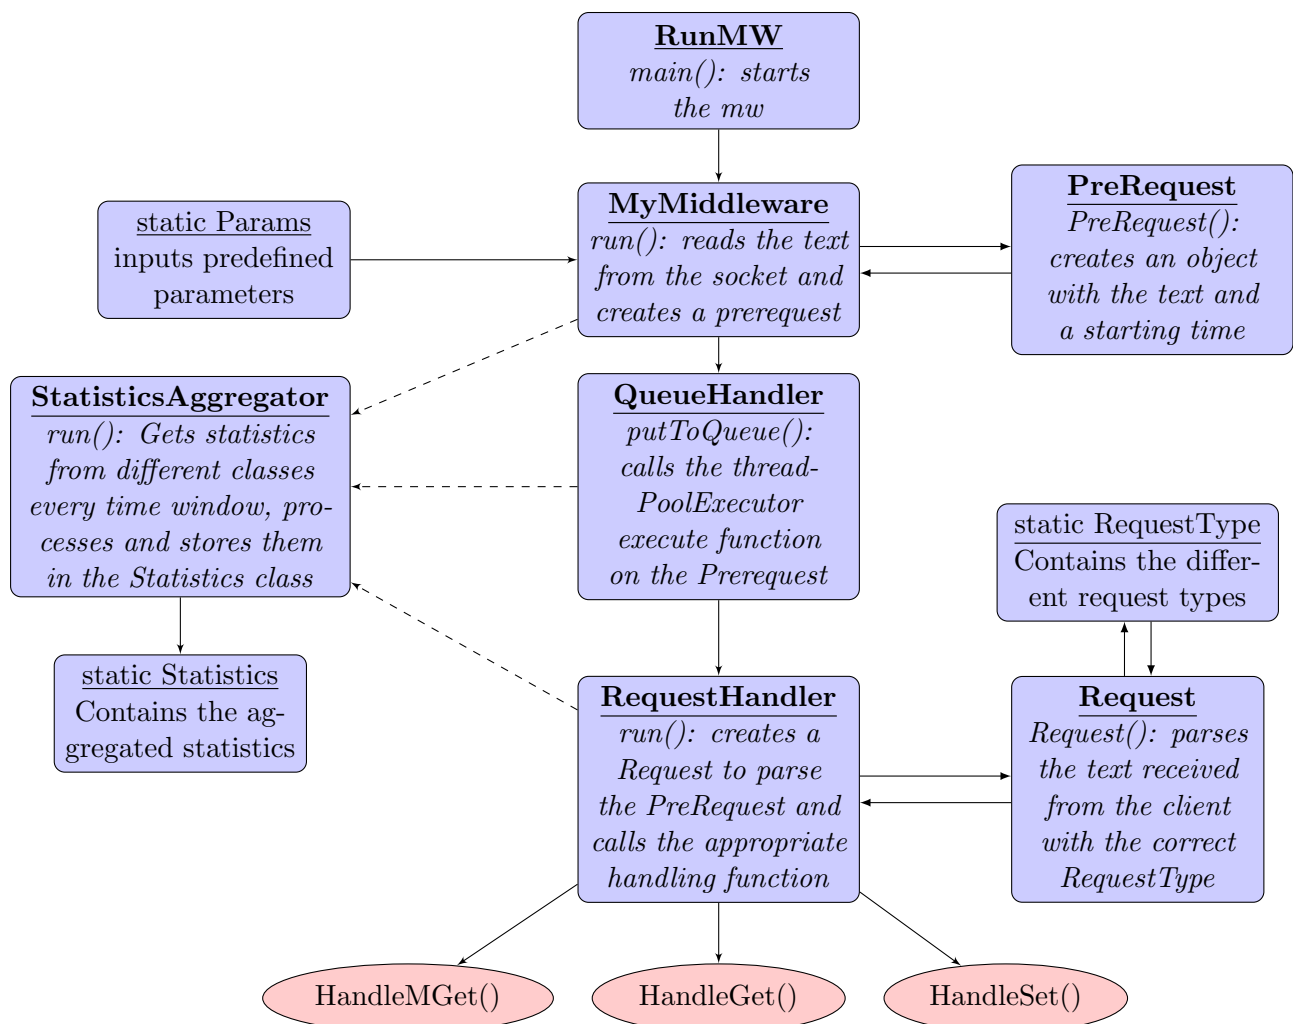 RunMW
main(): starts
the mw
static Params
inputs predefined
parameters
MyMiddleware
run(): reads the text
from the socket and
creates a prerequest
PreRequest
PreRequest():
creates an object
with the text and
a starting time
StatisticsAggregator
run(): Gets statistics
from different classes
every time window, pro-
cesses and stores them
in the Statistics class
QueueHandler
putToQueue():
calls the thread-
PoolExecutor
execute function
on the Prerequest
static RequestType
Contains the differ-
ent request types
static Statistics
Contains the ag-
gregated statistics
RequestHandler
run(): creates a
Request to parse
the PreRequest and
calls the appropriate
handling function
Request
Request(): parses
the text received
from the client
with the correct
RequestType
HandleMGet()
HandleGet()
HandleSet()